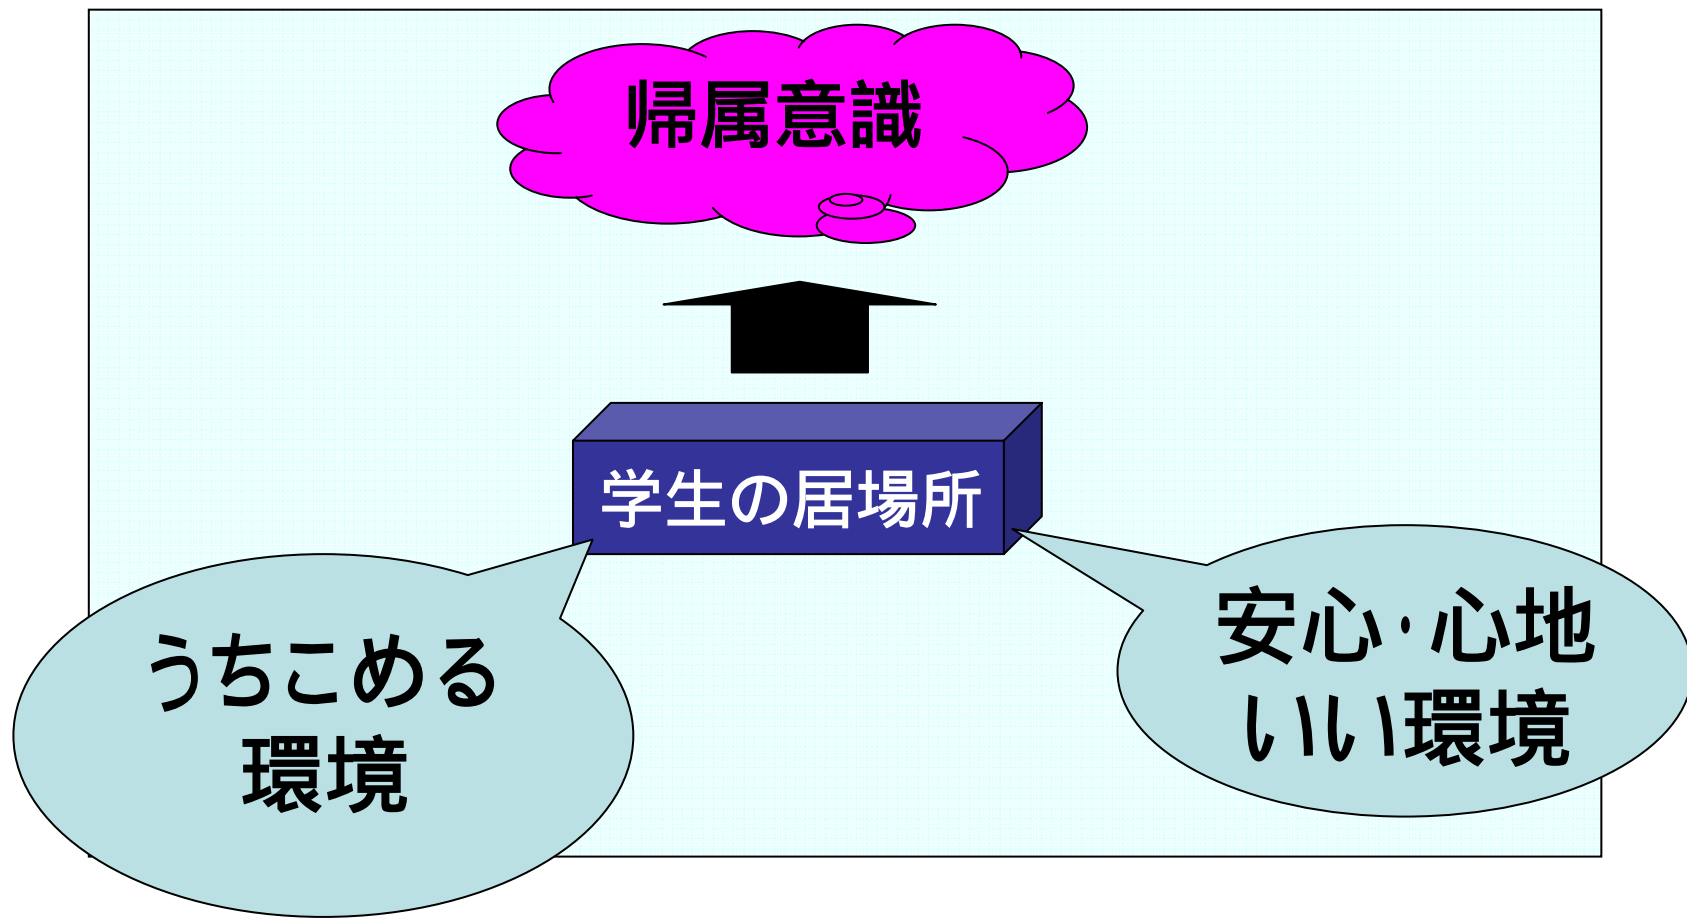 帰属意識
学生の居場所
うちこめる
環境
安心・心地
いい環境